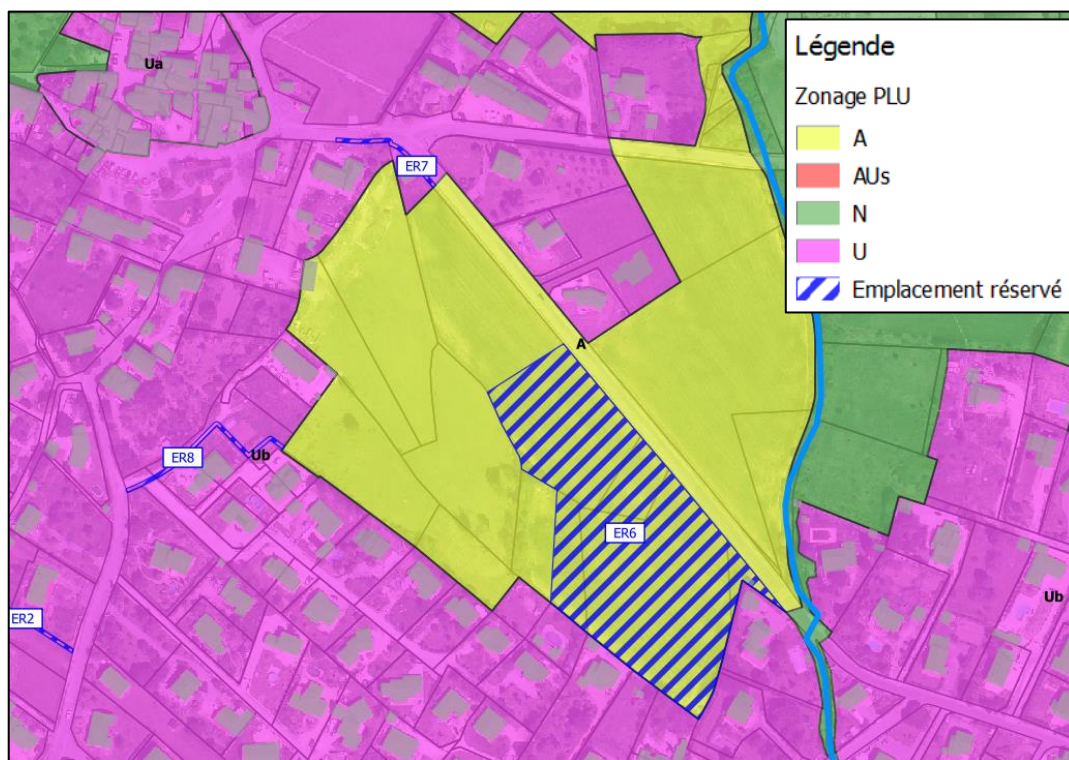 Légende
Zonage PLU
A
AUs
N
U
Emplacement réservé
Ua
ER7
A
ER8
Ub
ER6
Ub
ER2